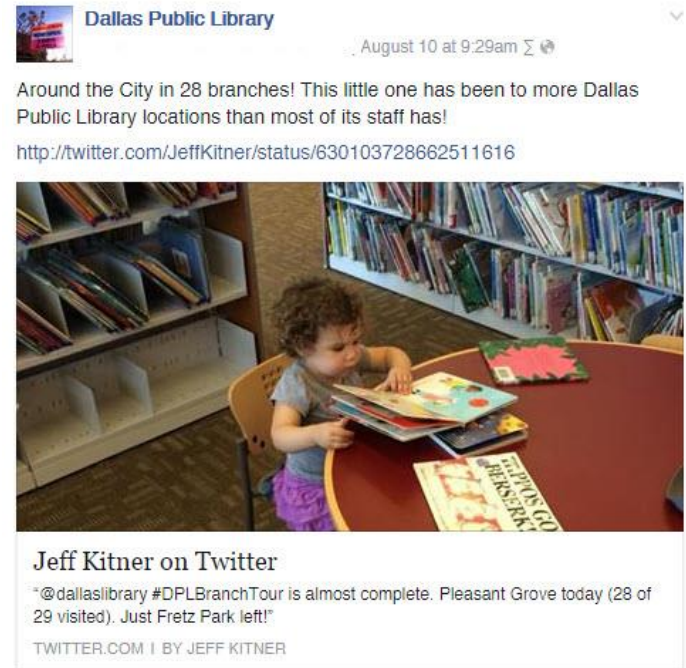 Dallas Public Library
August 10 at 9:29am
Around the City in 28 branches! This little one has been to more Dallas
Public Library locations than most of its staff has!
http://twitter.com/JeffKitner/status/630103728662511616
HIPPOS GO
BERSERK!
Jeff Kitner on Twitter
"@dallaslibrary #DPLBranchTour is almost complete. Pleasant Grove today (28 of
29 visited). Just Fretz Park left!"
TWITTER.COM | BY JEFF KITNER